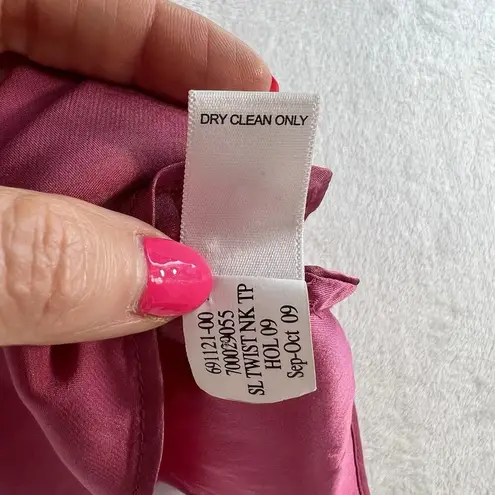 DRY CLEAN ONLY
691121-00
700029055
SL TWIST NK TP
HOL 09
Sep-Oct 09